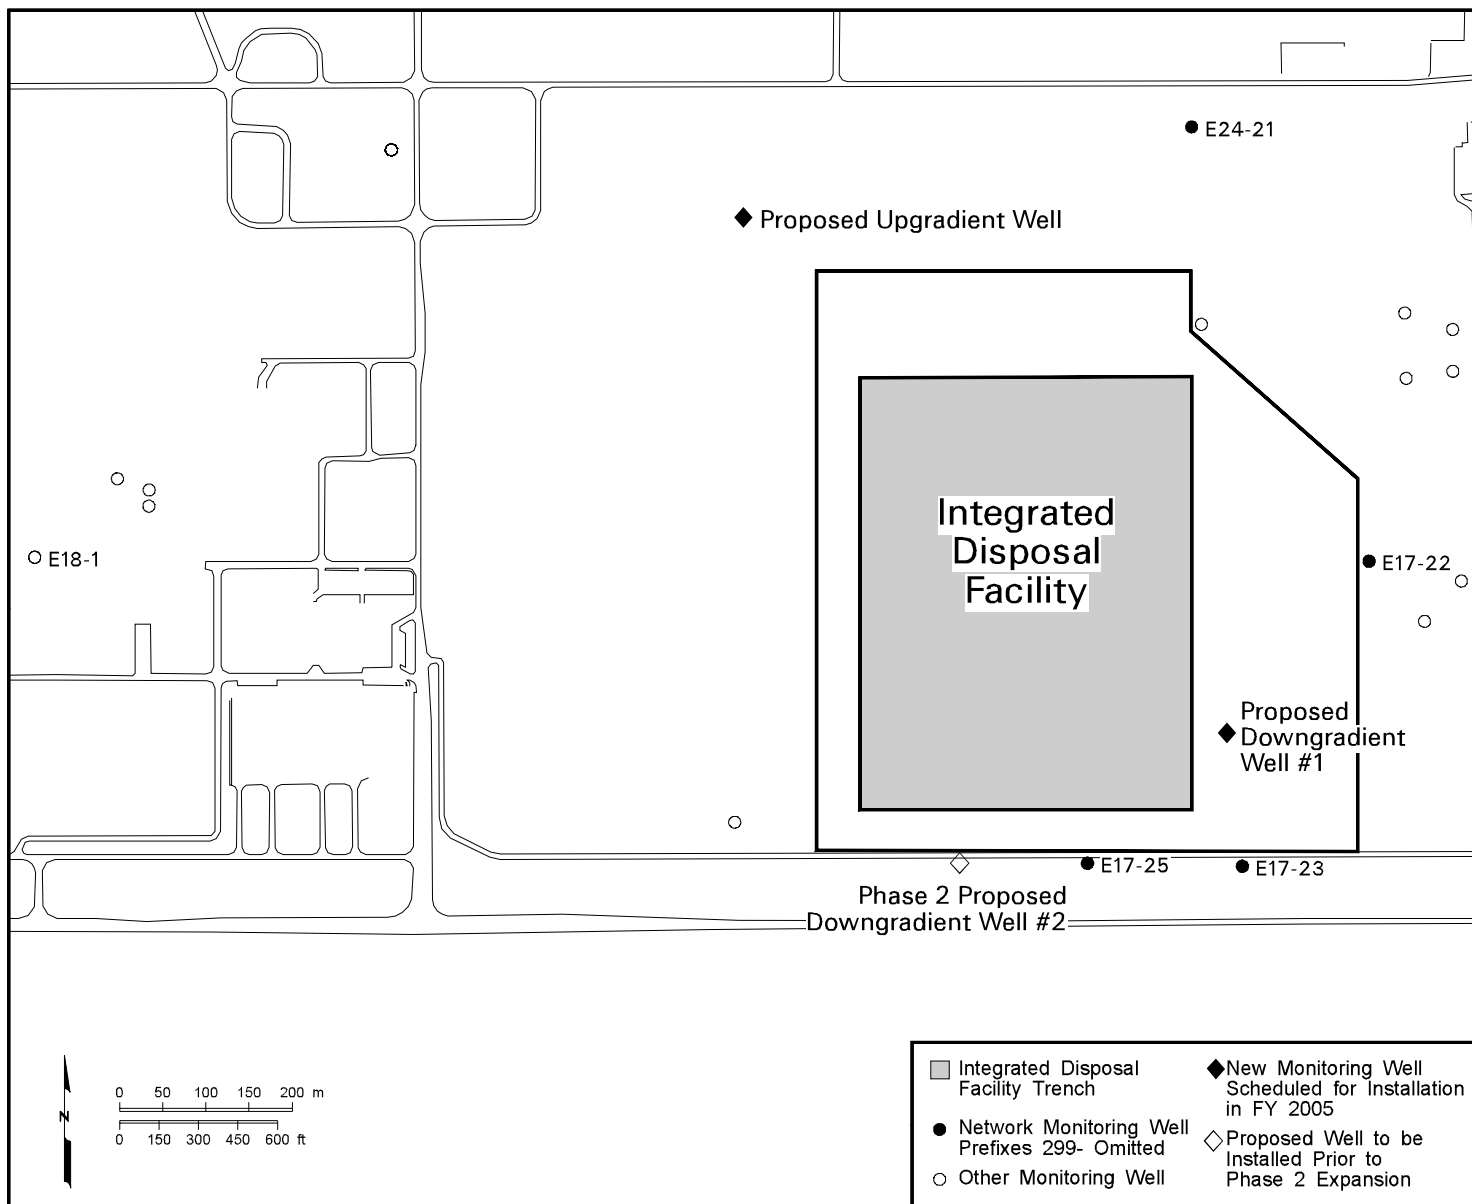 E24-21
Proposed Upgradient Well
Integrated
Disposal
Facility
E18-1
E17-22
Proposed
Downgradient
Well #1
E17-25
E17-23
Phase 2 Proposed
Downgradient Well #2
N
0 50 100 150 200 m
0 150 300 450 600 ft
Integrated Disposal
Facility Trench
Network Monitoring Well
Prefixes 299- Omitted
Other Monitoring Well
New Monitoring Well
Scheduled for Installation
in FY 2005
Proposed Well to be
Installed Prior to
Phase 2 Expansion